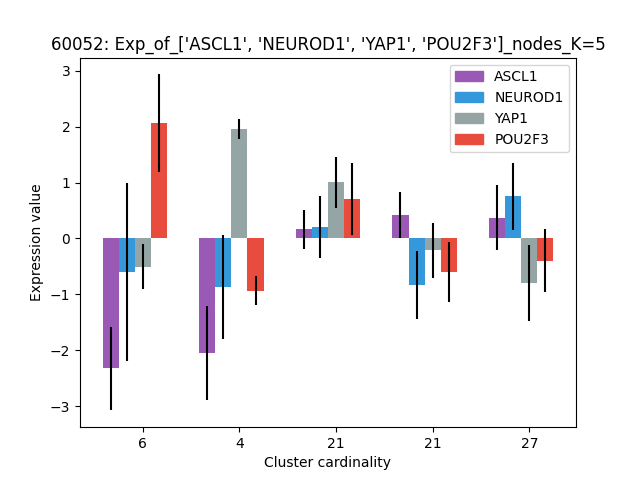 60052: Exp_of_['ASCL1', 'NEUROD1', 'YAP1', 'POU2F3']_nodes_K=5
ASCL1
NEUROD1
YAP1
POU2F3
Expression value
3
2
1
0
−1
−2
−3
6 4 21 21 27
Cluster cardinality